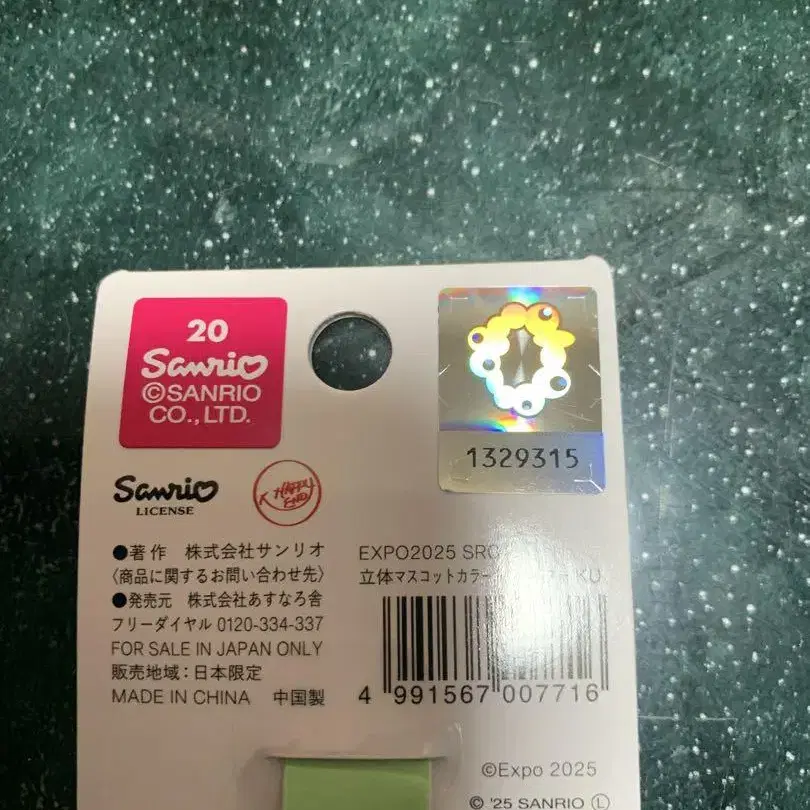 20
Sanrio
©SANRIO
CO., LTD.
1329315
Sanrio
LICENSE
HAPPY
END
●著作 株式会社サンリオ
〈商品に関するお問い合わせ先〉
●発売元 株式会社あすなろ舎
フリーダイヤル 0120-334-337
FOR SALE IN JAPAN ONLY
販売地域:日本限定
MADE IN CHINA 中国製
EXPO2025
立体マスコットカラー KU
4 991567 007716
©Expo 2025
© '25 SANRIO Ⓛ